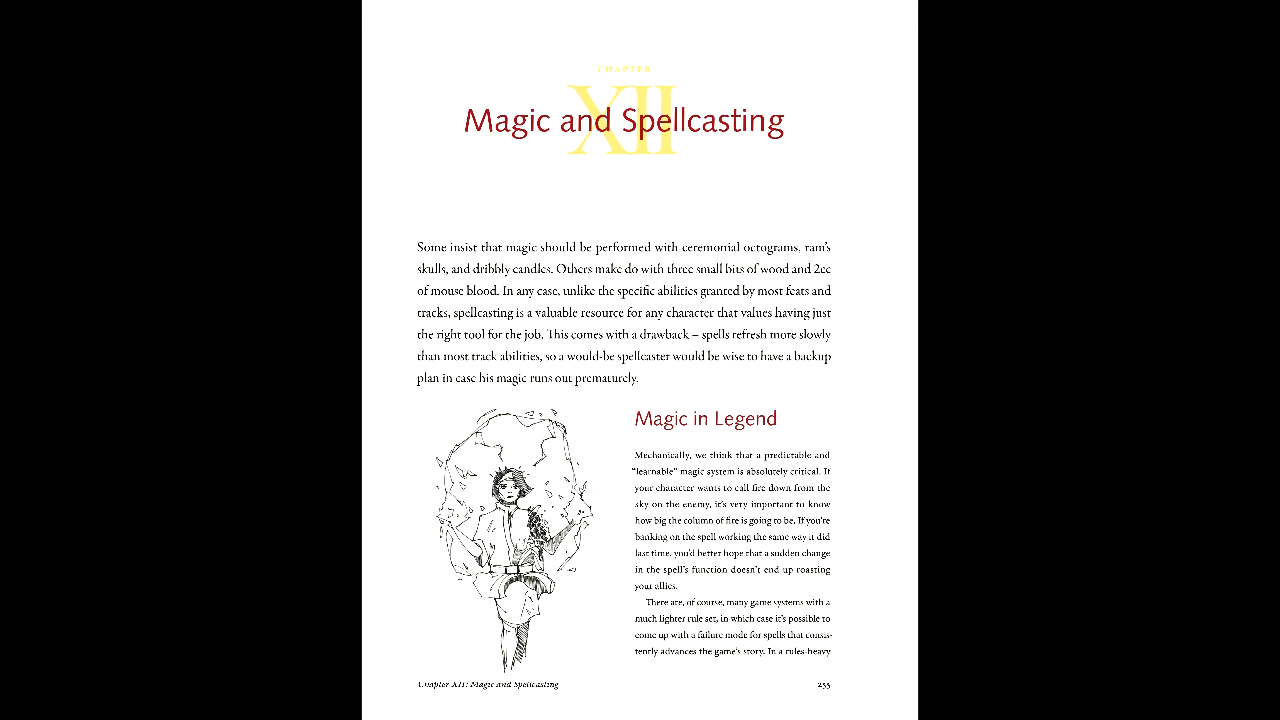 CHAPTER
XII
Magic and Spellcasting
Some insist that magic should be performed with ceremonial octograms, ram's
skulls, and dribbly candles. Others make do with three small bits of wood and 2cc
of mouse blood. In any case, unlike the specific abilities granted by most feats and
tracks, spellcasting is a valuable resource for any character that values having just
the right tool for the job. This comes with a drawback – spells refresh more slowly
than most track abilities, so a would-be spellcaster would be wise to have a backup
plan in case his magic runs out prematurely.
Magic in Legend
Mechanically, we think that a predictable and
“learnable” magic system is absolutely critical. If
your character wants to call fire down from the
sky on the enemy, it's very important to know
how big the column of fire is going to be. If you're
banking on the spell working the same way it did
last time, you'd better hope that a sudden change
in the spell's function doesn't end up roasting
your allies.
There are, of course, many game systems with a
much lighter rule set, in which case it's possible to
come up with a failure mode for spells that consis-
tently advances the game's story. In a rules-heavy
Chapter XII: Magic and Spellcasting
255